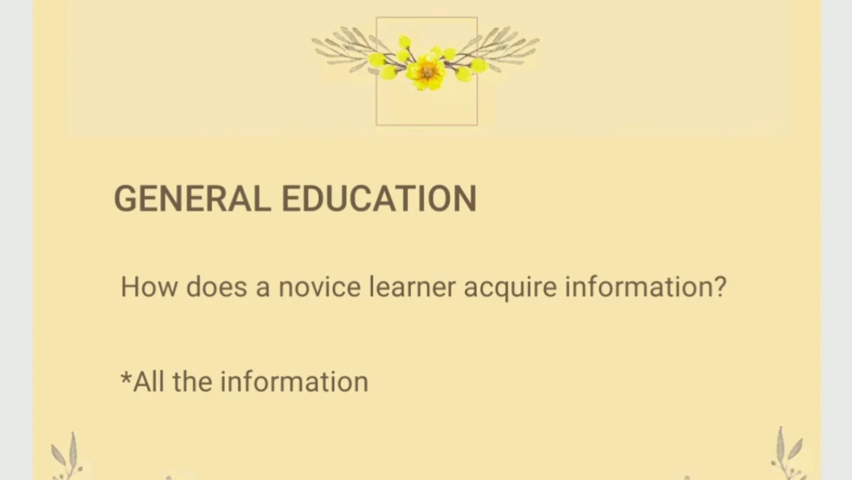 GENERAL EDUCATION
How does a novice learner acquire information?
*All the information